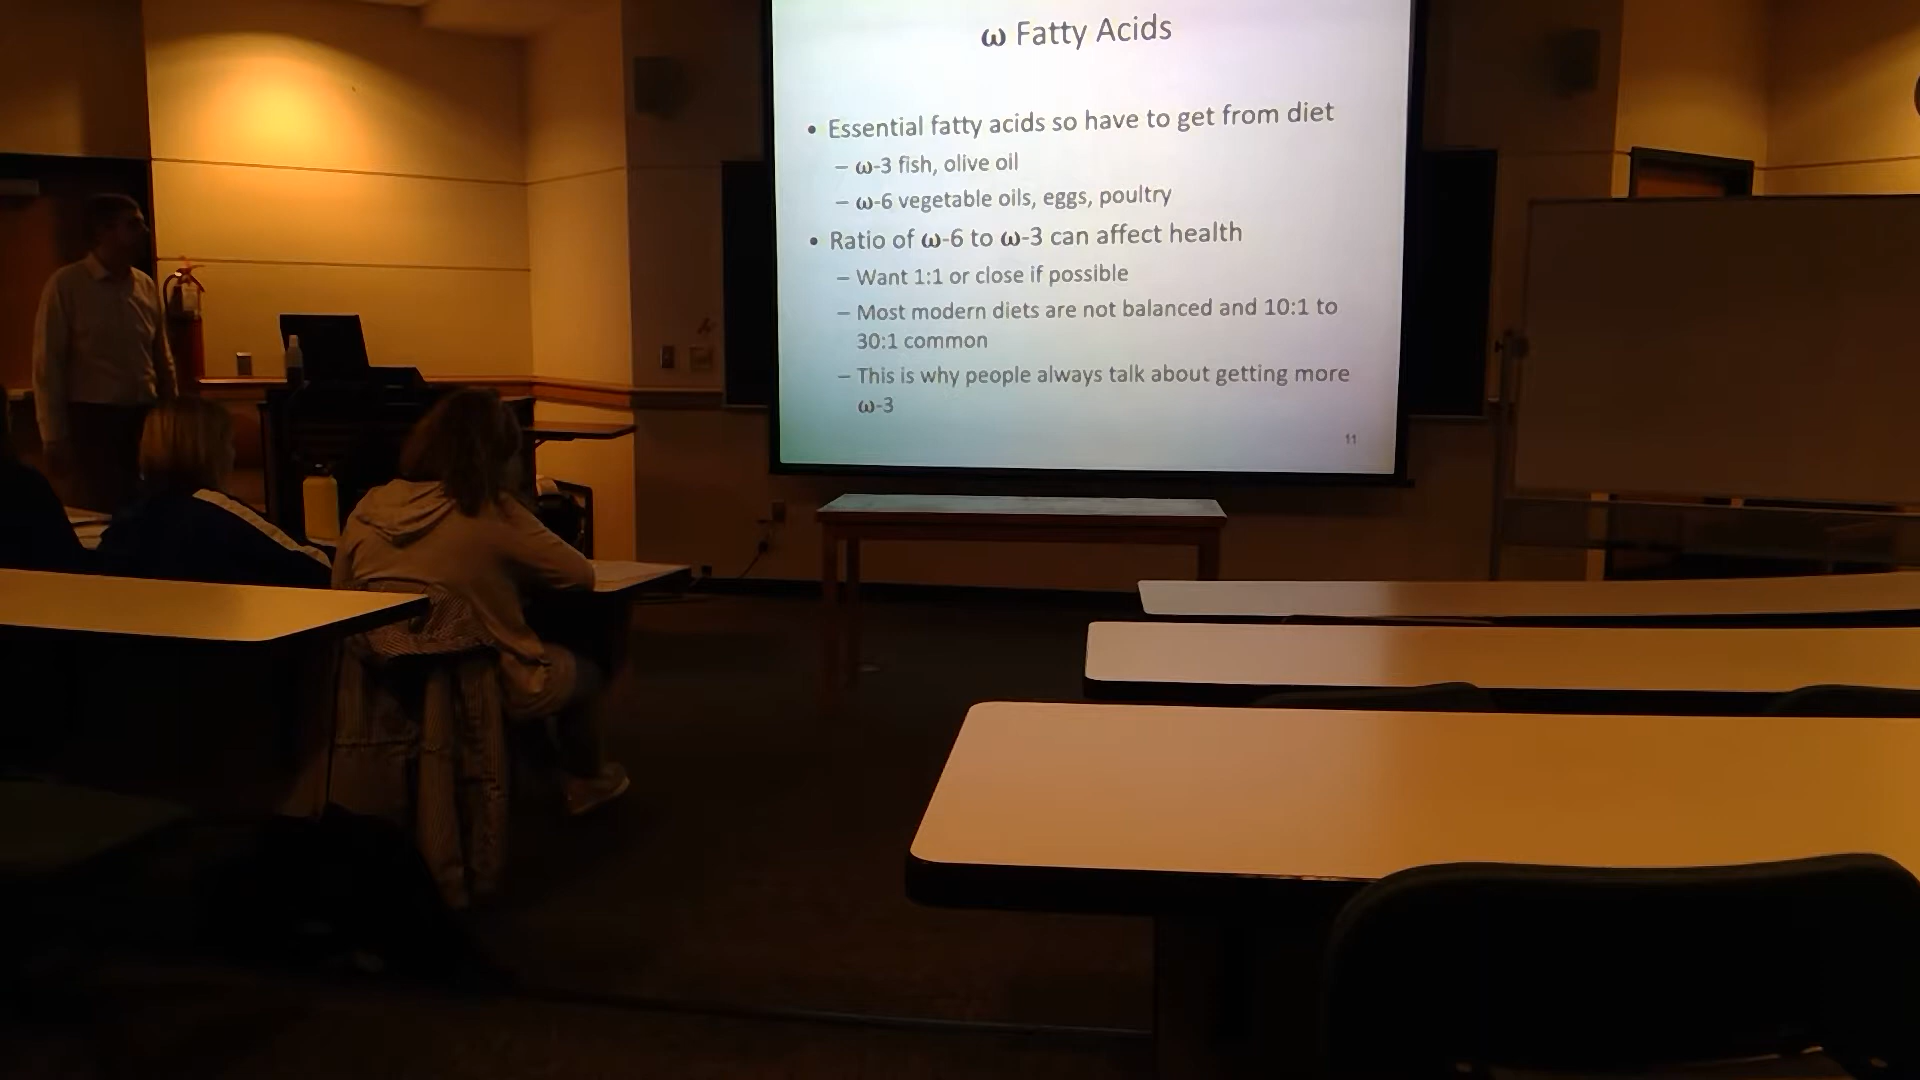 ω Fatty Acids
• Essential fatty acids so have to get from diet
– ω-3 fish, olive oil
– ω-6 vegetable oils, eggs, poultry
• Ratio of ω-6 to ω-3 can affect health
– Want 1:1 or close if possible
– Most modern diets are not balanced and 10:1 to
30:1 common
– This is why people always talk about getting more
ω-3
11